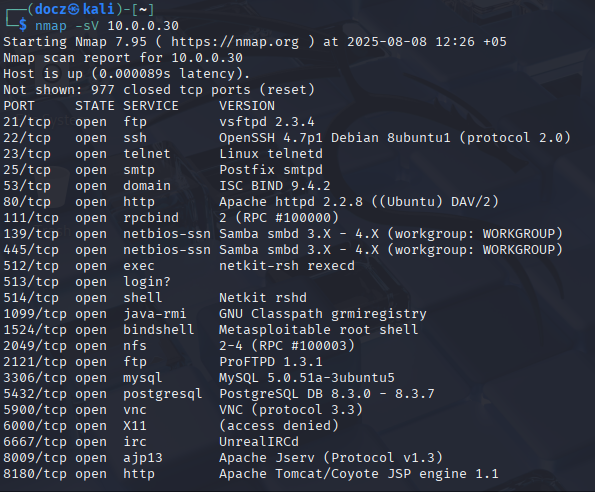 ┌──(docz㉿kali)-[~]
└─$ nmap -sV 10.0.0.30
Starting Nmap 7.95 ( https://nmap.org ) at 2025-08-08 12:26 +05
Nmap scan report for 10.0.0.30
Host is up (0.000089s latency).
Not shown: 977 closed tcp ports (reset)
PORT     STATE SERVICE     VERSION
21/tcp   open  ftp         vsftpd 2.3.4
22/tcp   open  ssh         OpenSSH 4.7p1 Debian 8ubuntu1 (protocol 2.0)
23/tcp   open  telnet      Linux telnetd
25/tcp   open  smtp        Postfix smtpd
53/tcp   open  domain      ISC BIND 9.4.2
80/tcp   open  http        Apache httpd 2.2.8 ((Ubuntu) DAV/2)
111/tcp  open  rpcbind     2 (RPC #100000)
139/tcp  open  netbios-ssn Samba smbd 3.X - 4.X (workgroup: WORKGROUP)
445/tcp  open  netbios-ssn Samba smbd 3.X - 4.X (workgroup: WORKGROUP)
512/tcp  open  exec        netkit-rsh rexecd
513/tcp  open  login?
514/tcp  open  shell       Netkit rshd
1099/tcp open  java-rmi    GNU Classpath grmiregistry
1524/tcp open  bindshell   Metasploitable root shell
2049/tcp open  nfs         2-4 (RPC #100003)
2121/tcp open  ftp         ProFTPD 1.3.1
3306/tcp open  mysql       MySQL 5.0.51a-3ubuntu5
5432/tcp open  postgresql  PostgreSQL DB 8.3.0 - 8.3.7
5900/tcp open  vnc         VNC (protocol 3.3)
6000/tcp open  X11         (access denied)
6667/tcp open  irc         UnrealIRCd
8009/tcp open  ajp13       Apache Jserv (Protocol v1.3)
8180/tcp open  http        Apache Tomcat/Coyote JSP engine 1.1